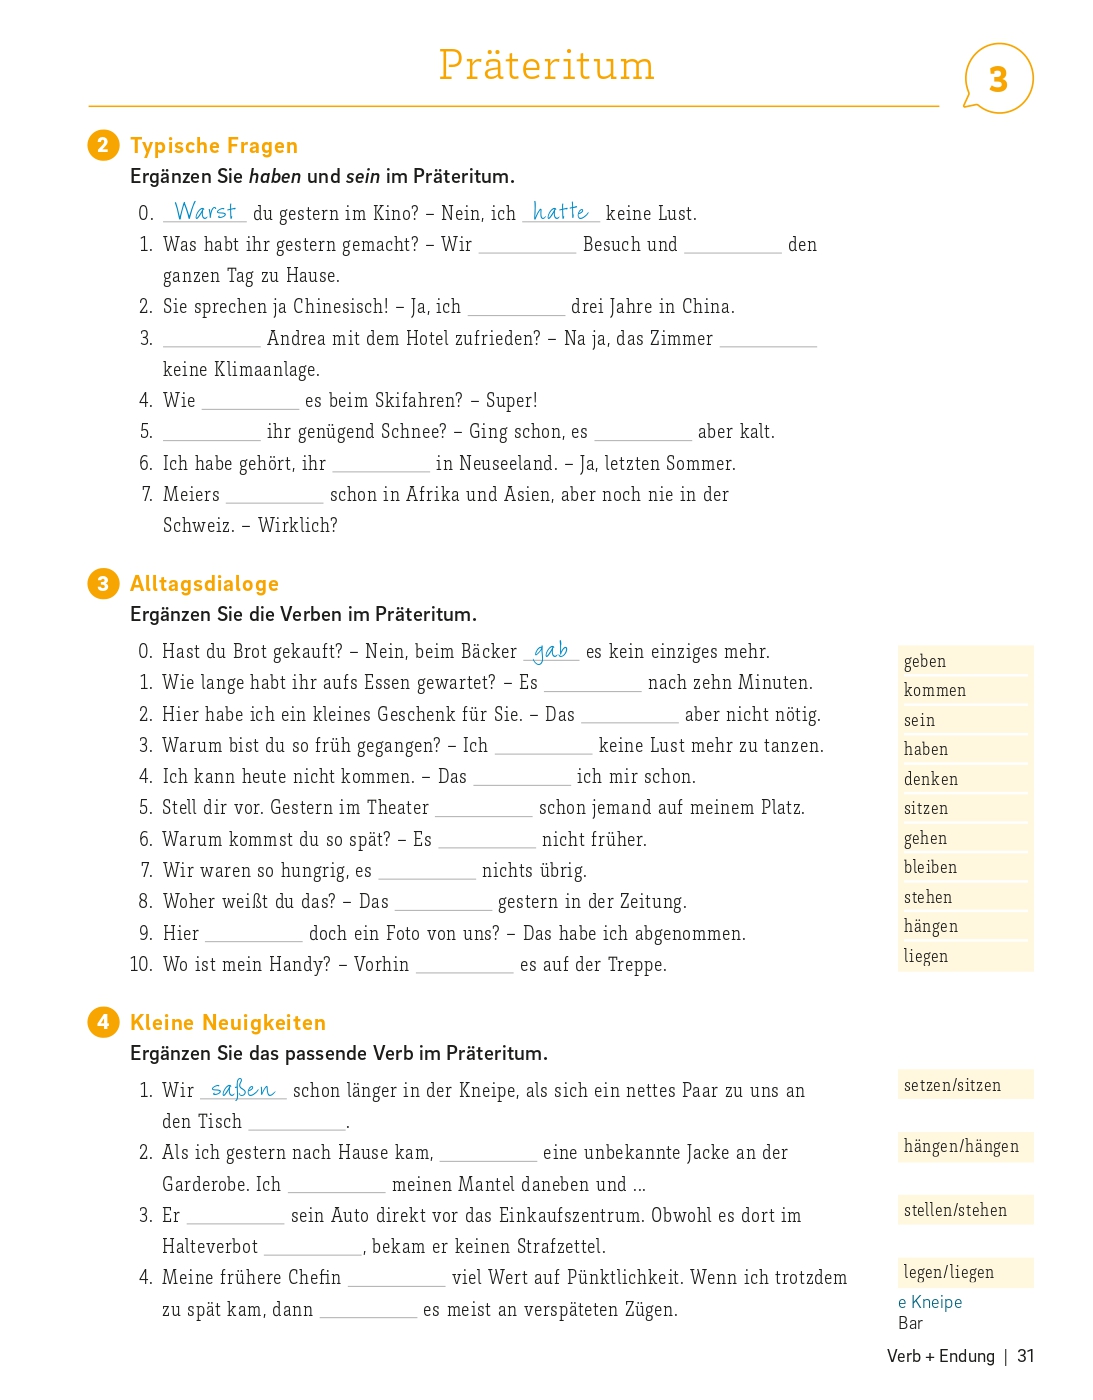 Präteritum
3
2 Typische Fragen
Ergänzen Sie haben und sein im Präteritum.
0. Warst du gestern im Kino? – Nein, ich hatte keine Lust.
1. Was habt ihr gestern gemacht? – Wir __________ Besuch und __________ den
ganzen Tag zu Hause.
2. Sie sprechen ja Chinesisch! – Ja, ich __________ drei Jahre in China.
3. __________ Andrea mit dem Hotel zufrieden? – Na ja, das Zimmer __________
keine Klimaanlage.
4. Wie __________ es beim Skifahren? – Super!
5. __________ ihr genügend Schnee? – Ging schon, es __________ aber kalt.
6. Ich habe gehört, ihr __________ in Neuseeland. – Ja, letzten Sommer.
7. Meiers __________ schon in Afrika und Asien, aber noch nie in der
Schweiz. – Wirklich?
3 Alltagsdialoge
Ergänzen Sie die Verben im Präteritum.
0. Hast du Brot gekauft? – Nein, beim Bäcker gab es kein einziges mehr.
1. Wie lange habt ihr aufs Essen gewartet? – Es __________ nach zehn Minuten.
2. Hier habe ich ein kleines Geschenk für Sie. – Das __________ aber nicht nötig.
3. Warum bist du so früh gegangen? – Ich __________ keine Lust mehr zu tanzen.
4. Ich kann heute nicht kommen. – Das __________ ich mir schon.
5. Stell dir vor. Gestern im Theater __________ schon jemand auf meinem Platz.
6. Warum kommst du so spät? – Es __________ nicht früher.
7. Wir waren so hungrig, es __________ nichts übrig.
8. Woher weißt du das? – Das __________ gestern in der Zeitung.
9. Hier __________ doch ein Foto von uns? – Das habe ich abgenommen.
10. Wo ist mein Handy? – Vorhin __________ es auf der Treppe.
geben
kommen
sein
haben
denken
sitzen
gehen
bleiben
stehen
hängen
liegen
4 Kleine Neuigkeiten
Ergänzen Sie das passende Verb im Präteritum.
1. Wir saßen schon länger in der Kneipe, als sich ein nettes Paar zu uns an
den Tisch __________.
2. Als ich gestern nach Hause kam, __________ eine unbekannte Jacke an der
Garderobe. Ich __________ meinen Mantel daneben und ...
3. Er __________ sein Auto direkt vor das Einkaufszentrum. Obwohl es dort im
Halteverbot __________, bekam er keinen Strafzettel.
4. Meine frühere Chefin __________ viel Wert auf Pünktlichkeit. Wenn ich trotzdem
zu spät kam, dann __________ es meist an verspäteten Zügen.
setzen/sitzen
hängen/hängen
stellen/stehen
legen/liegen
e Kneipe
Bar
Verb + Endung | 31